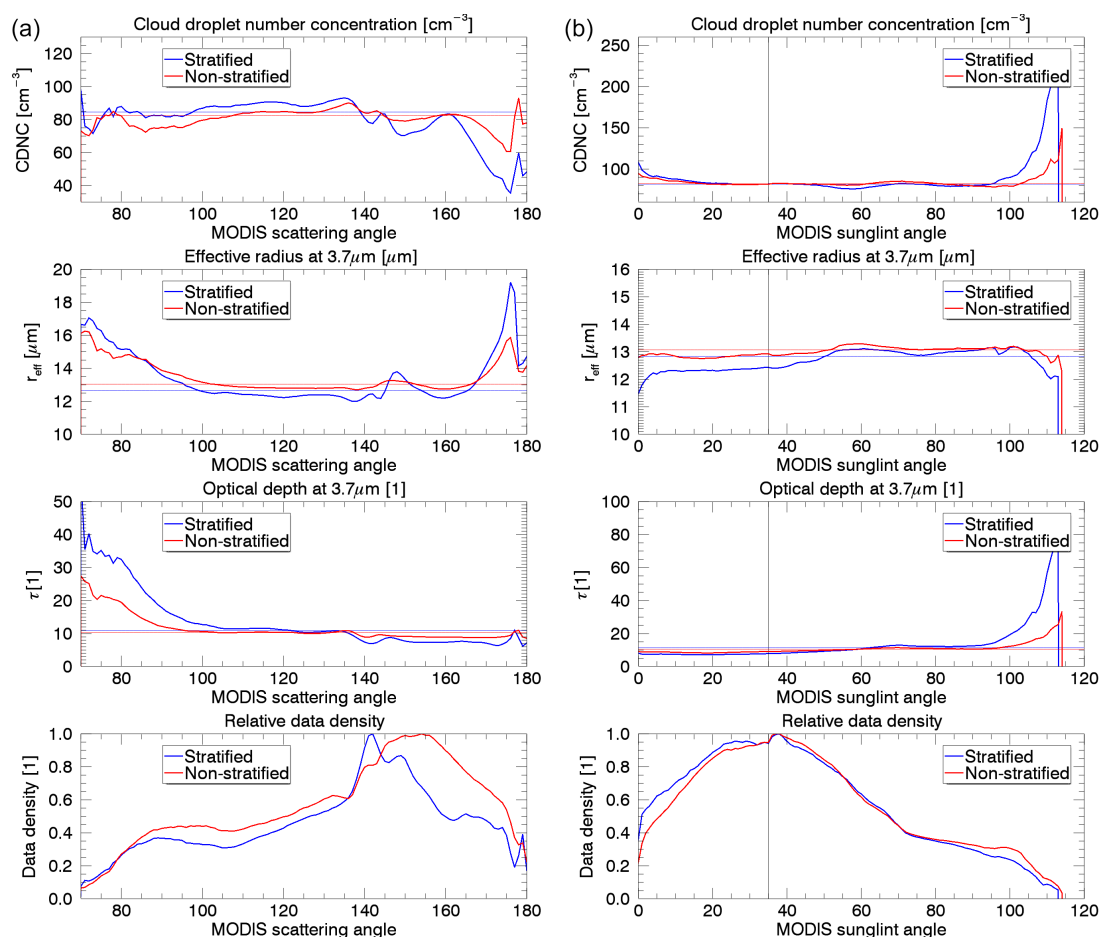 (a)
Cloud droplet number concentration [cm⁻³]
CDNC [cm⁻³]
120
100
80
60
40
Stratified
Non-stratified
80 100 120 140 160 180
MODIS scattering angle
Effective radius at 3.7μm [μm]
r_eff [μm]
20
18
16
14
12
10
Stratified
Non-stratified
80 100 120 140 160 180
MODIS scattering angle
Optical depth at 3.7μm [1]
τ [1]
50
40
30
20
10
0
Stratified
Non-stratified
80 100 120 140 160 180
MODIS scattering angle
Relative data density
Data density [1]
1.0
0.8
0.6
0.4
0.2
0.0
Stratified
Non-stratified
80 100 120 140 160 180
MODIS scattering angle
(b)
Cloud droplet number concentration [cm⁻³]
CDNC [cm⁻³]
250
200
150
100
Stratified
Non-stratified
0 20 40 60 80 100 120
MODIS sunglint angle
Effective radius at 3.7μm [μm]
r_eff [μm]
16
15
14
13
12
11
10
Stratified
Non-stratified
0 20 40 60 80 100 120
MODIS sunglint angle
Optical depth at 3.7μm [1]
τ [1]
100
80
60
40
20
0
Stratified
Non-stratified
0 20 40 60 80 100 120
MODIS sunglint angle
Relative data density
Data density [1]
1.0
0.8
0.6
0.4
0.2
0.0
Stratified
Non-stratified
0 20 40 60 80 100 120
MODIS sunglint angle